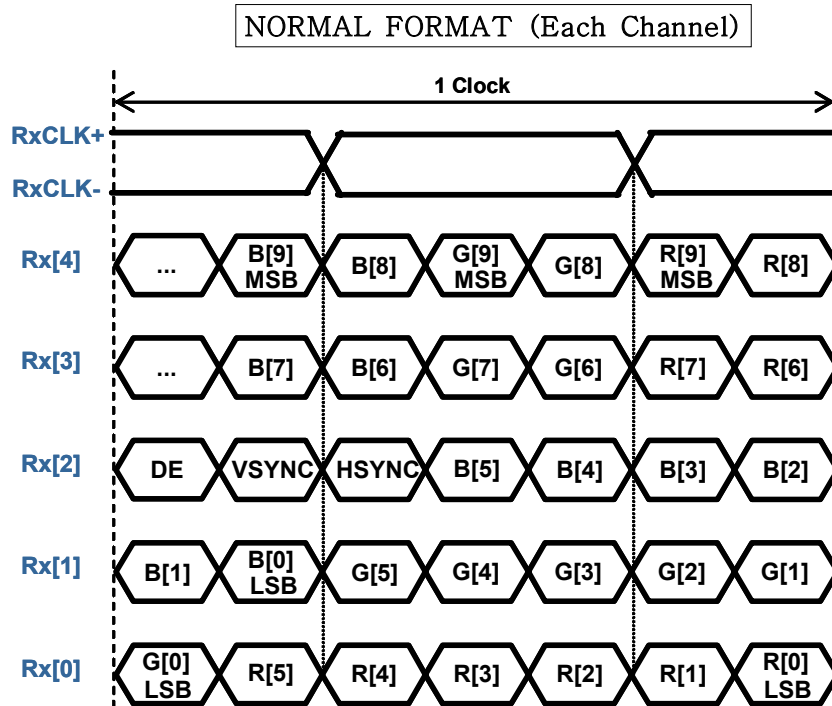 NORMAL FORMAT (Each Channel)
1 Clock
RxCLK+
RxCLK-
Rx[4] ... B[9] MSB B[8] G[9] MSB G[8] R[9] MSB R[8]
Rx[3] ... B[7] B[6] G[7] G[6] R[7] R[6]
Rx[2] DE VSYNC HSYNC B[5] B[4] B[3] B[2]
Rx[1] B[1] B[0] LSB G[5] G[4] G[3] G[2] G[1]
Rx[0] G[0] LSB R[5] R[4] R[3] R[2] R[1] R[0] LSB